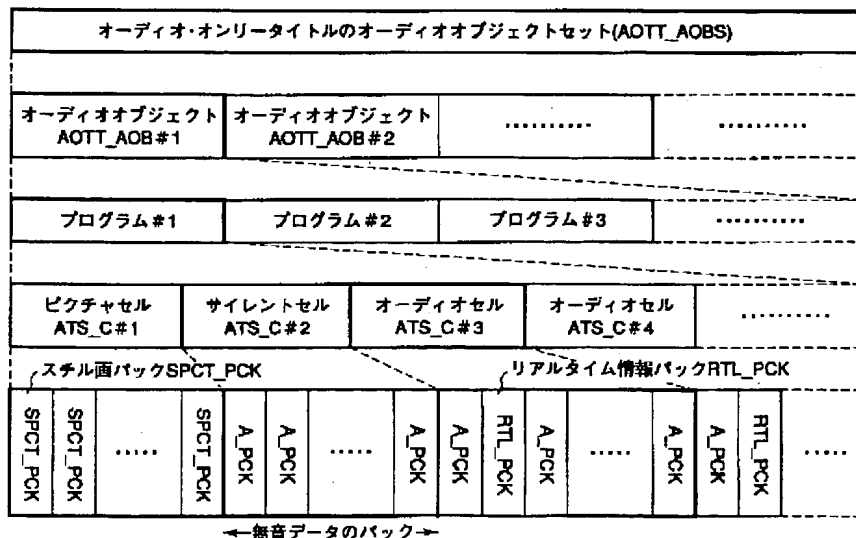 オーディオ・オンリータイトルのオーディオオブジェクトセット(AOTT_AOBS)
オーディオオブジェクト
AOTT_AOB#1
オーディオオブジェクト
AOTT_AOB#2
..........
..........
プログラム#1
プログラム#2
プログラム#3
..........
ピクチャセル
ATS_C#1
サイレントセル
ATS_C#2
オーディオセル
ATS_C#3
オーディオセル
ATS_C#4
..........
スチル画パックSPCT_PCK
リアルタイム情報パックRTL_PCK
SPCT_PCK
SPCT_PCK
.....
SPCT_PCK
A_PCK
A_PCK
.....
A_PCK
A_PCK
RTL_PCK
A_PCK
.....
A_PCK
A_PCK
RTL_PCK
.....
無音データのパック